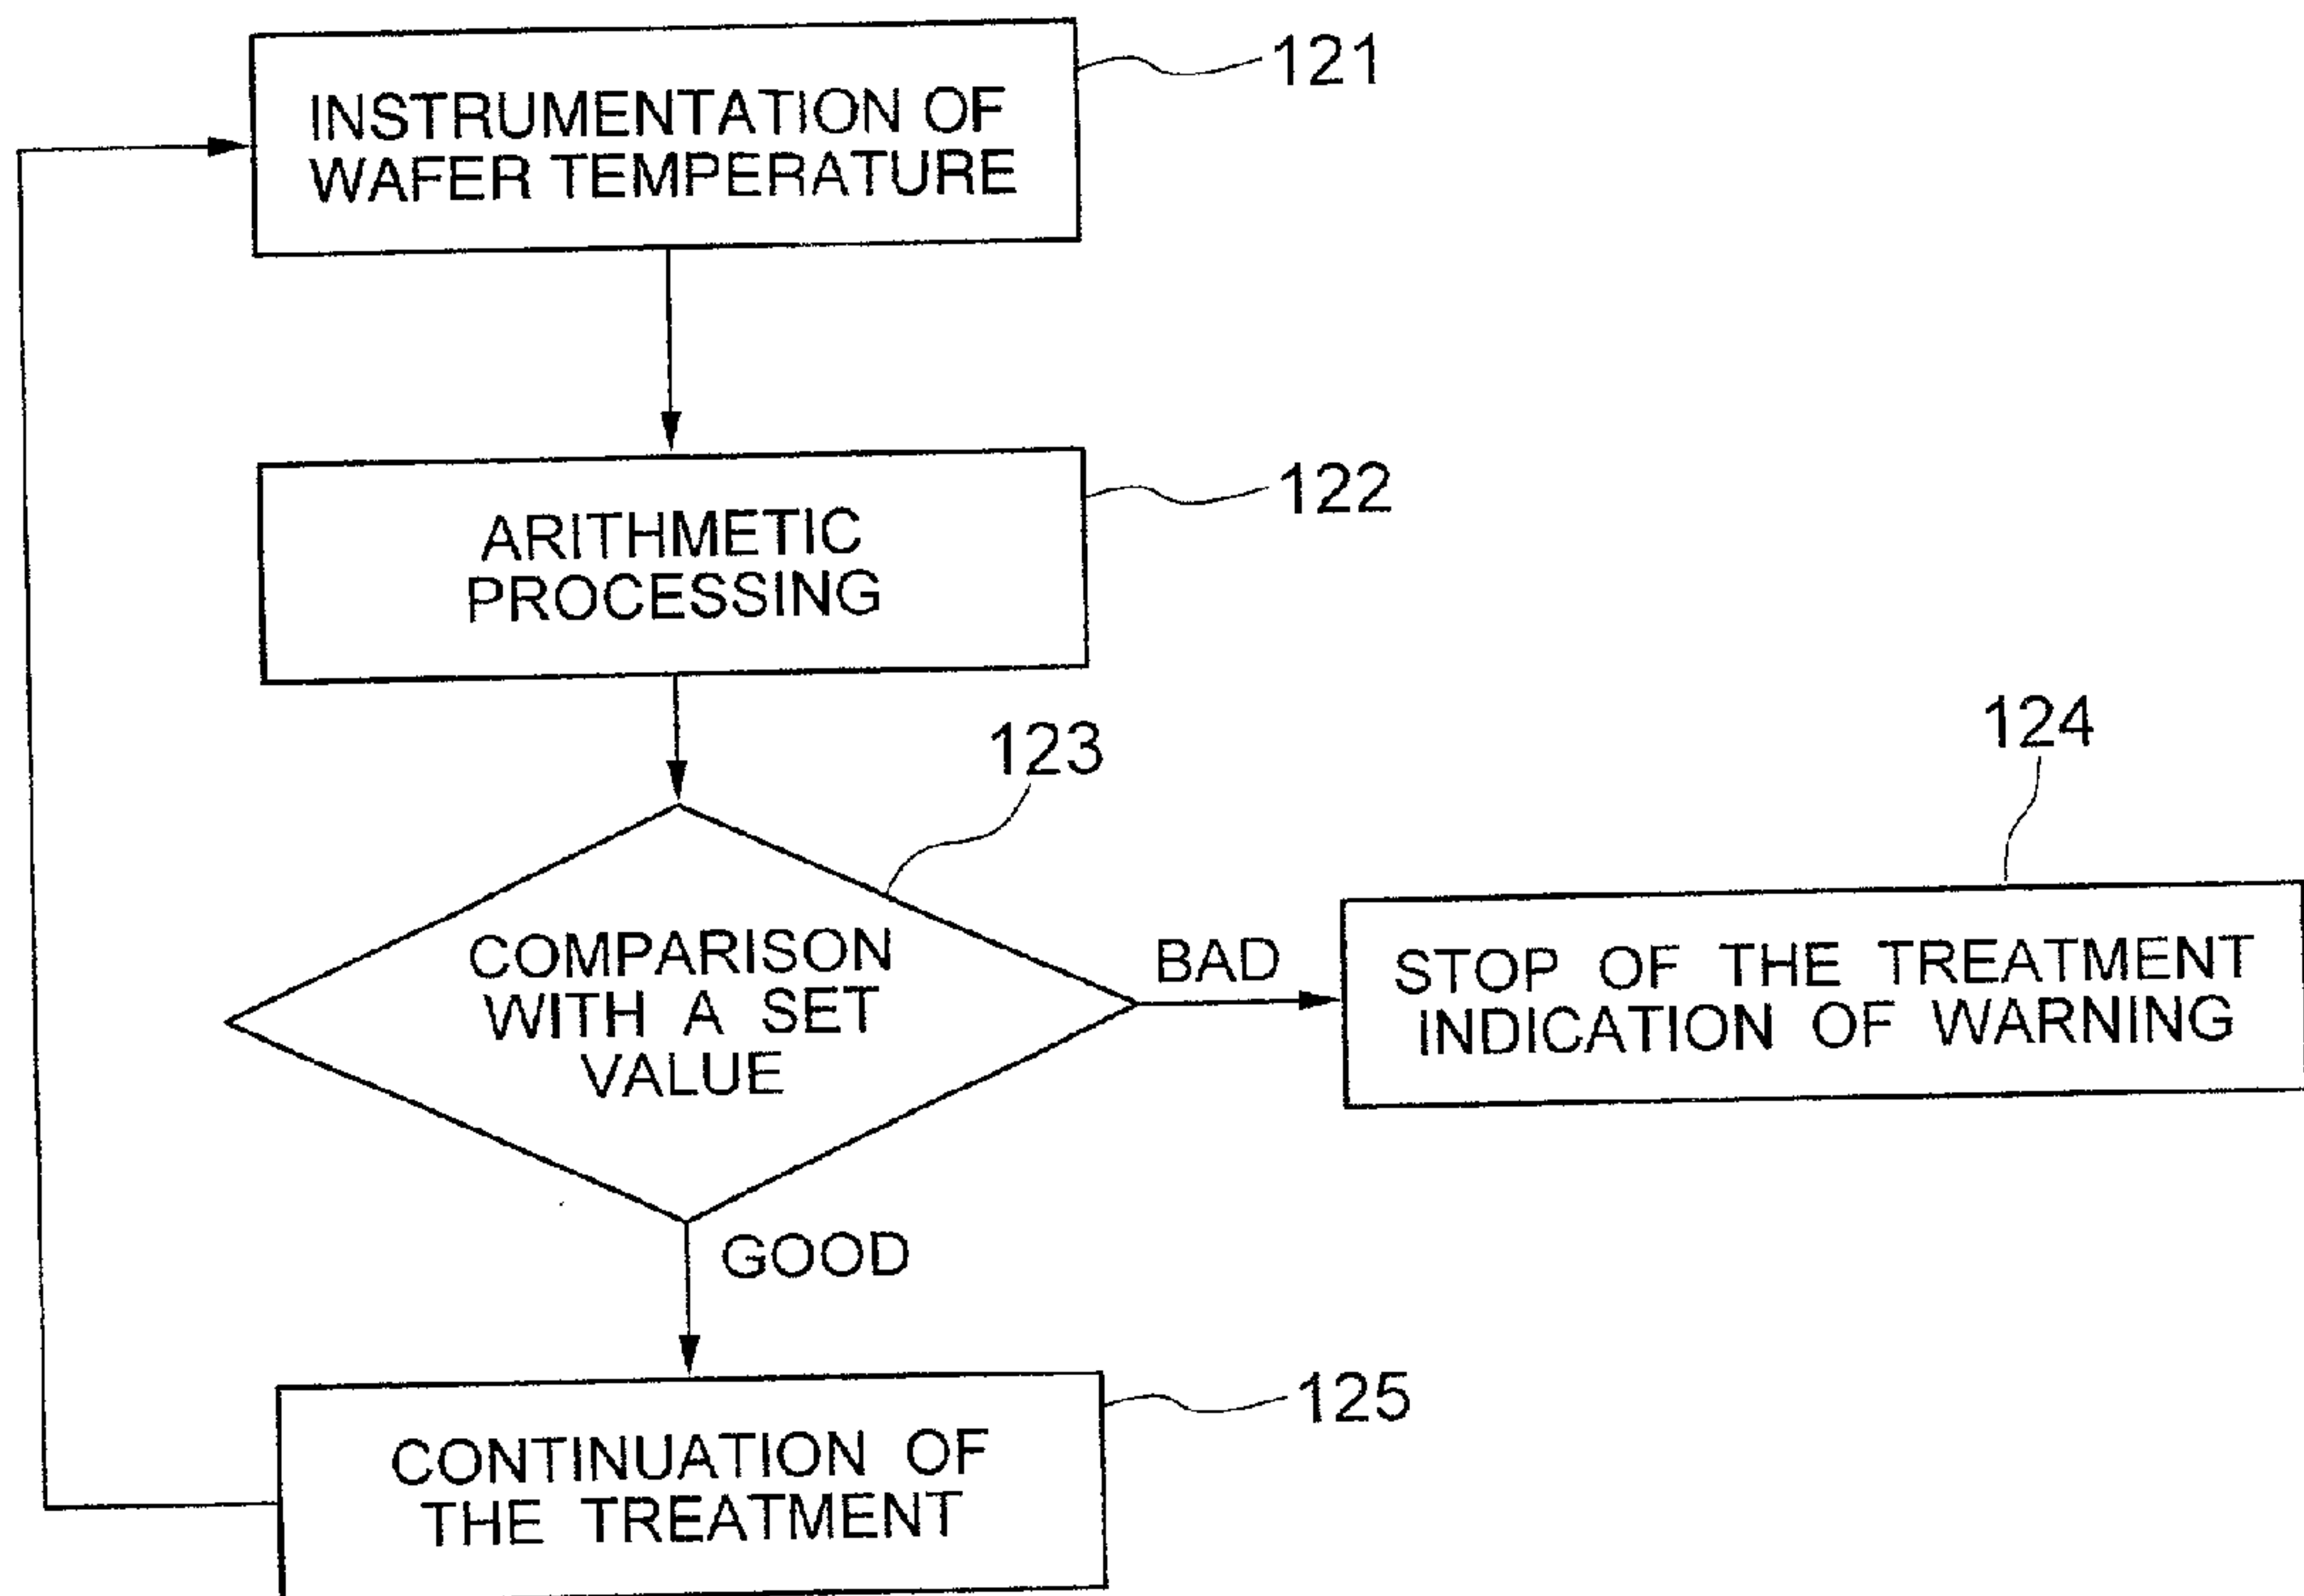 121
INSTRUMENTATION OF
WAFER TEMPERATURE
122
ARITHMETIC
PROCESSING
123
124
COMPARISON
WITH A SET
VALUE
BAD
STOP OF THE TREATMENT
INDICATION OF WARNING
GOOD
125
CONTINUATION OF
THE TREATMENT